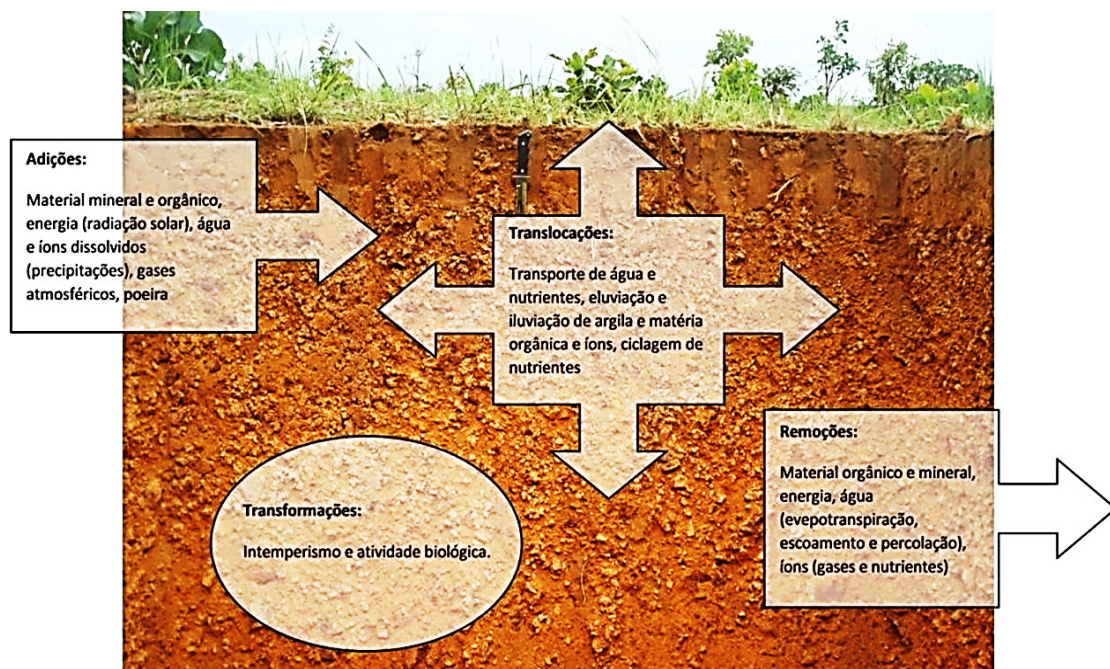 Adições:
Material mineral e orgânico,
energia (radiação solar), água
e íons dissolvidos
(precipitações), gases
atmosféricos, poeira
Translocações:
Transporte de água e
nutrientes, eluviação e
iluviação de argila e matéria
orgânica e íons, ciclagem de
nutrientes
Transformações:
Intemperismo e atividade biológica.
Remoções:
Material orgânico e mineral,
energia, água
(evepotranspiração,
escoamento e percolação),
íons (gases e nutrientes)